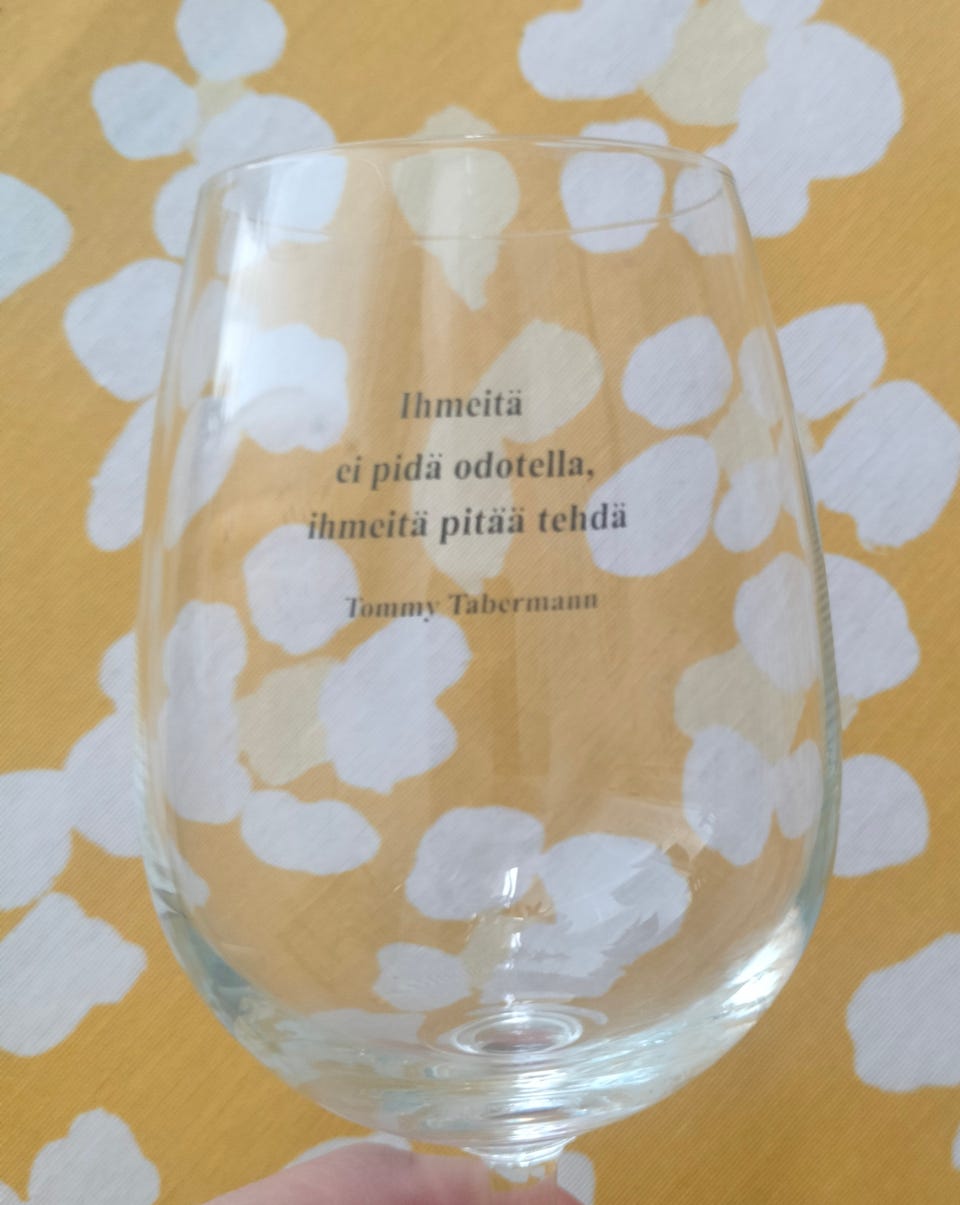 Ihmeitä
ei pidä odotella,
ihmeitä pitää tehdä
Tommy Tabermann